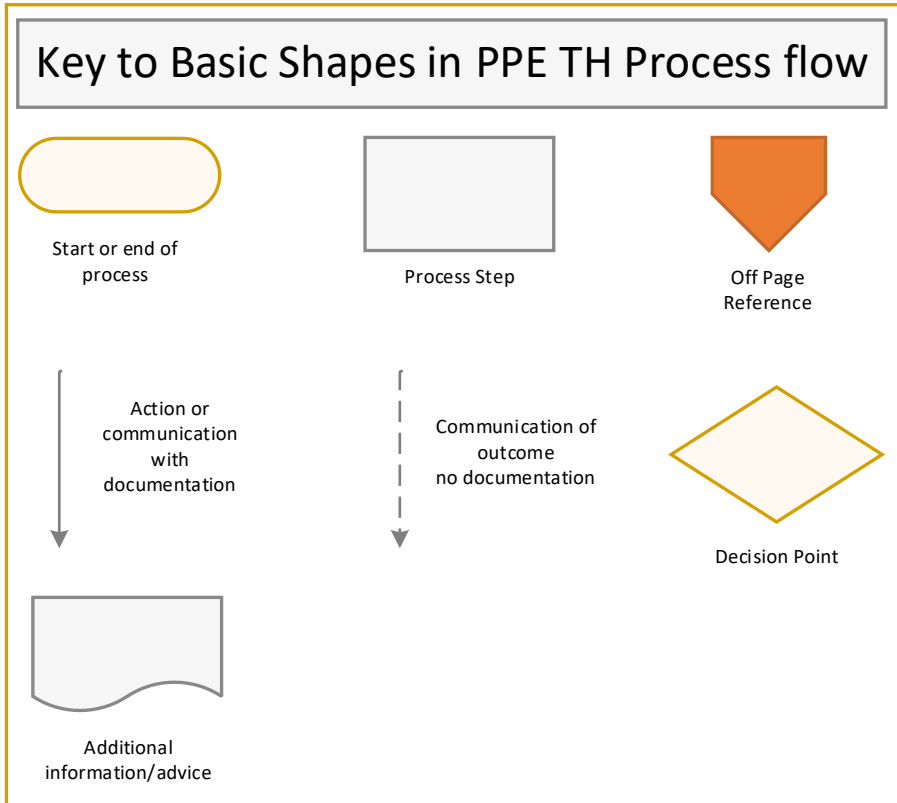 Key to Basic Shapes in PPE TH Process flow
Start or end of
process
Process Step
Off Page
Reference
Action or
communication
with
documentation
Communication of
outcome
no documentation
Decision Point
Additional
information/advice